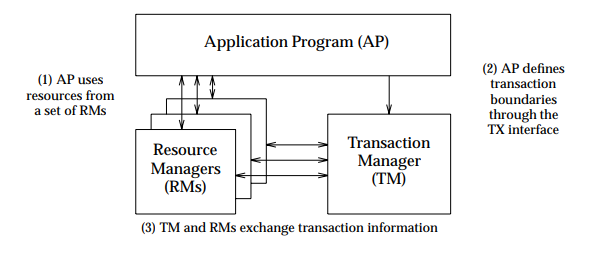 Application Program (AP)
(1) AP uses
resources from
a set of RMs
(2) AP defines
transaction
boundaries
through the
TX interface
Resource
Managers
(RMs)
Transaction
Manager
(TM)
(3) TM and RMs exchange transaction information